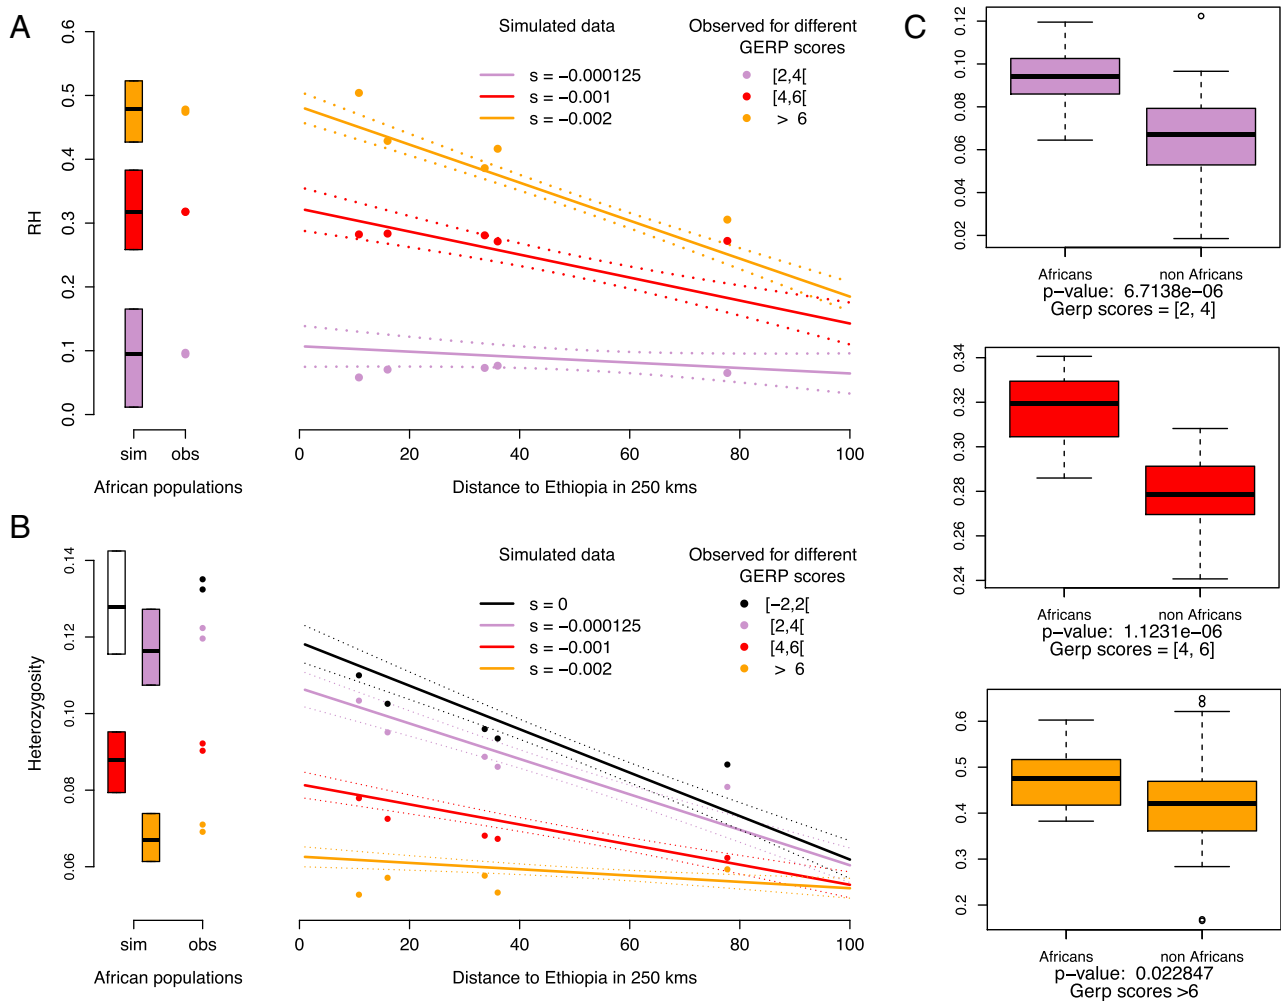 A
Simulated data
Observed for different
GERP scores
s = −0.000125
s = −0.001
s = −0.002
[2,4[
[4,6[
> 6
RH
0.0
0.1
0.2
0.3
0.4
0.5
0.6
sim obs
African populations
0 20 40 60 80 100
Distance to Ethiopia in 250 kms
B
Simulated data
Observed for different
GERP scores
s = 0
s = −0.000125
s = −0.001
s = −0.002
[−2,2[
[2,4[
[4,6[
> 6
Heterozygosity
0.06
0.08
0.10
0.12
0.14
sim obs
African populations
0 20 40 60 80 100
Distance to Ethiopia in 250 kms
C
0.02
0.04
0.06
0.08
0.10
0.12
Africans non Africans
p−value: 6.7138e−06
Gerp scores = [2, 4]
0.24
0.26
0.28
0.30
0.32
0.34
Africans non Africans
p−value: 1.1231e−06
Gerp scores = [4, 6]
0.2
0.3
0.4
0.5
0.6
Africans non Africans
p−value: 0.022847
Gerp scores >6